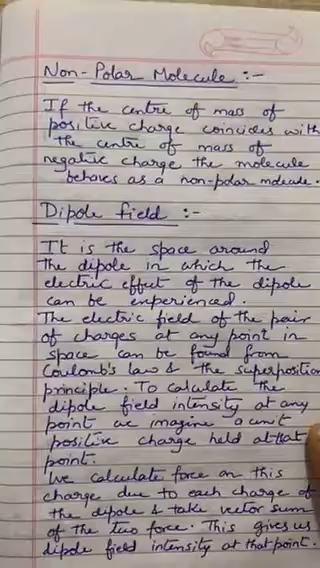 Non-Polar Molecule :-
If the centre of mass of
positive charge coincides with
the centre of mass of
negative charge the molecule
behaves as a non-polar molecule.
Dipole field :-
It is the space around
the dipole in which the
electric effect of the dipole
can be experienced.
The electric field of the pair
of charges at any point in
space can be found from
Coulomb's law & the superposition
principle. To calculate the
dipole field intensity at any
point we imagine a unit
positive charge held at that
point.
We calculate force on this
charge due to each charge of
the dipole & take vector sum
of the two force. This gives us
dipole field intensity at that point.